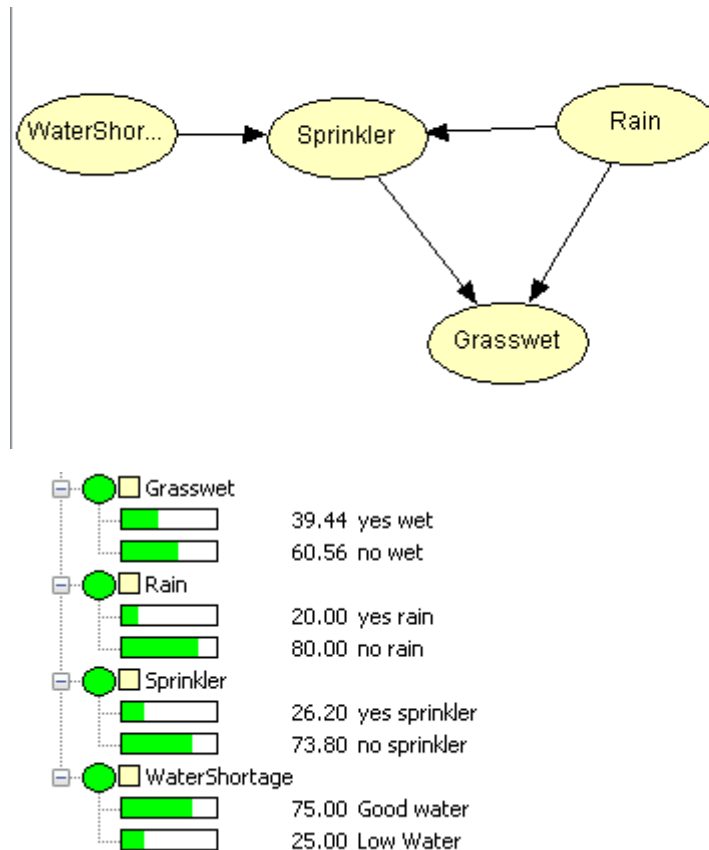 WaterShor...
Sprinkler
Rain
Grasswet
Grasswet
39.44 yes wet
60.56 no wet
Rain
20.00 yes rain
80.00 no rain
Sprinkler
26.20 yes sprinkler
73.80 no sprinkler
WaterShortage
75.00 Good water
25.00 Low Water